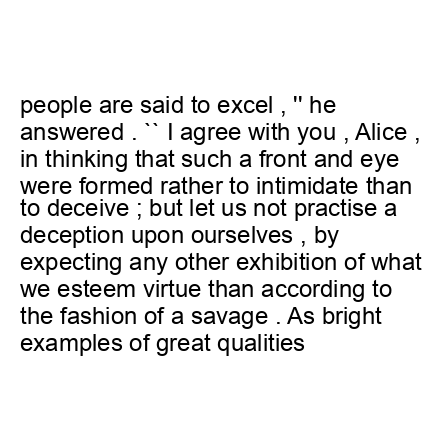 people are said to excel , '' he
answered . `` I agree with you , Alice ,
in thinking that such a front and eye
were formed rather to intimidate than
to deceive ; but let us not practise a
deception upon ourselves , by
expecting any other exhibition of what
we esteem virtue than according to
the fashion of a savage . As bright
examples of great qualities